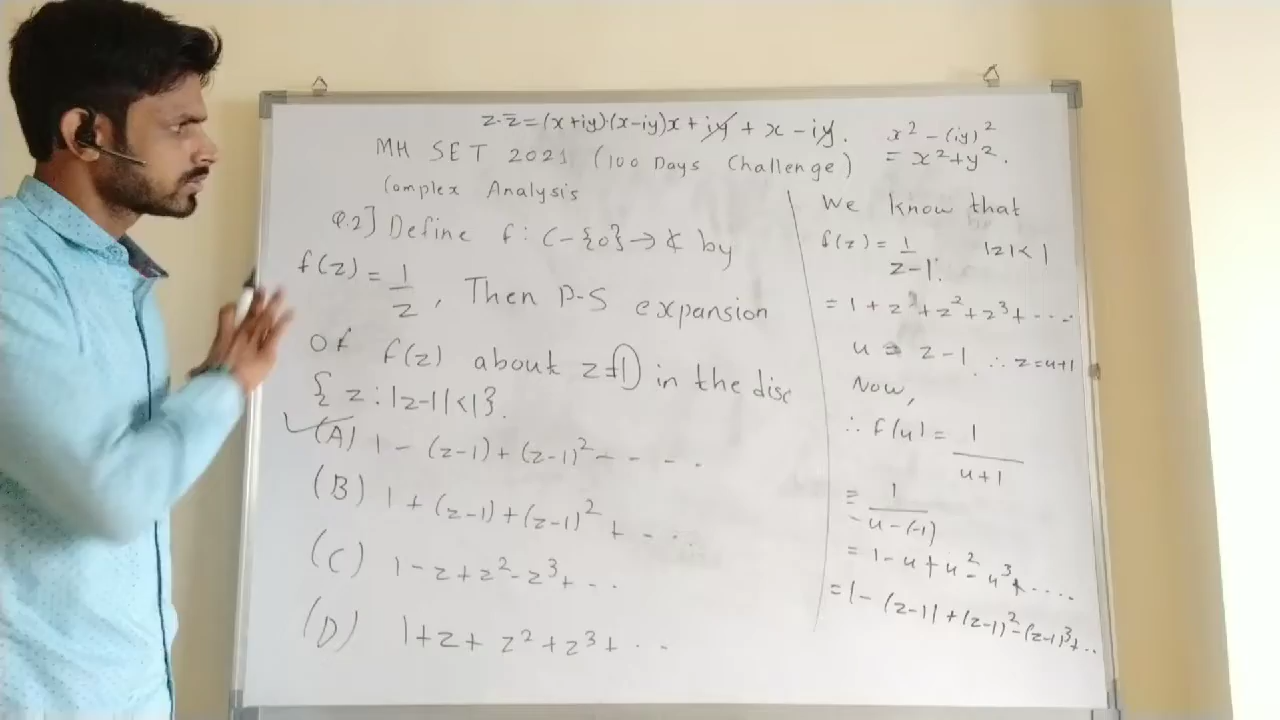 z·z̄ = (x+iy)·(x-iy)x + iy + x - iy.
x² - (iy)²
= x²+y².
MH SET 2021 (100 Days Challenge)
Complex Analysis
Q.2] Define f: C-{0} → ₵ by
f(z) = 1/z, Then P-S expansion
of f(z) about z=1 in the disc
{z : |z-1|<1}.
(A) 1 - (z-1) + (z-1)² - - - -
(B) 1 + (z-1) + (z-1)² + - ...
(C) 1 - z + z² - z³ + - ..
(D) 1 + z + z² + z³ + - ..
We know that
f(z) = 1/z-1 : |z| < 1
= 1 + z + z² + z³ + ....
u = z-1 ∴ z = u+1
Now,
∴ f(u) = 1/u+1
= 1/u-(-1)
= 1 - u + u² - u³ + ....
= 1 - (z-1) + (z-1)² - (z-1)³ + ..